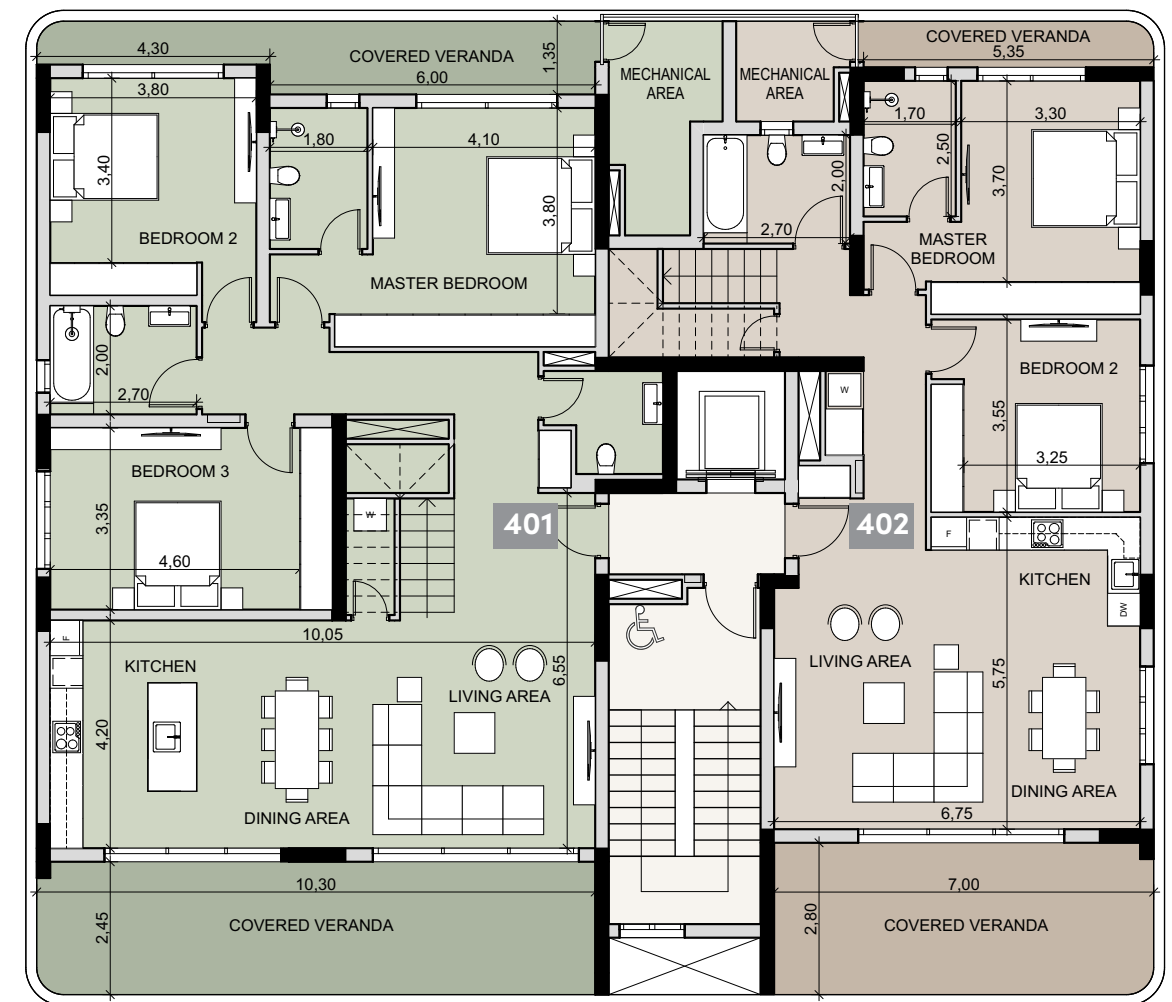 COVERED VERANDA
4,30
COVERED VERANDA
1,35
5,35
6,00
MECHANICAL
AREA
MECHANICAL
AREA
3,80
1,80
4,10
1,70
3,30
3,40
3,80
2,00
2,50
3,70
2,70
BEDROOM 2
MASTER
BEDROOM
MASTER BEDROOM
2,00
2,70
BEDROOM 2
W
3,55
3,25
BEDROOM 3
3,35
W
401
402
4,60
F
KITCHEN
DW
10,05
F
KITCHEN
6,55
LIVING AREA
LIVING AREA
5,75
4,20
DINING AREA
DINING AREA
6,75
10,30
7,00
2,45
COVERED VERANDA
2,80
COVERED VERANDA